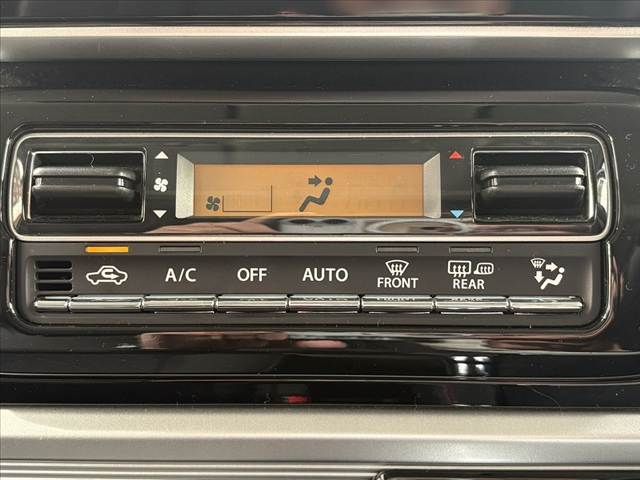 A/C OFF AUTO FRONT REAR